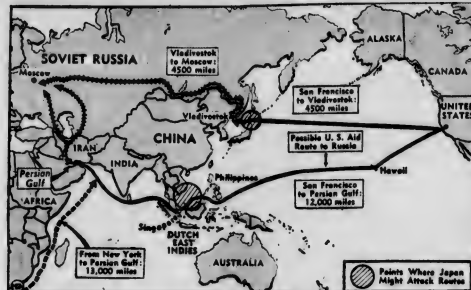 ALASKA
SOVIET RUSSIA
Moscow
Vladivostok
to Moscow:
4500 miles
CANADA
San Francisco
to Vladivostok:
4500 miles
UNITED
STATES
Vladivostok
CHINA
IRAN
INDIA
Possible U. S. Aid
Route to Russia
Persian Gulf
Philippines
AFRICA
Hawaii
San Francisco
to Persian Gulf:
12,000 miles
Singapore
DUTCH
EAST
INDIES
From New York
to Persian Gulf:
13,000 miles
AUSTRALIA
Points Where Japan
Might Attack Routes